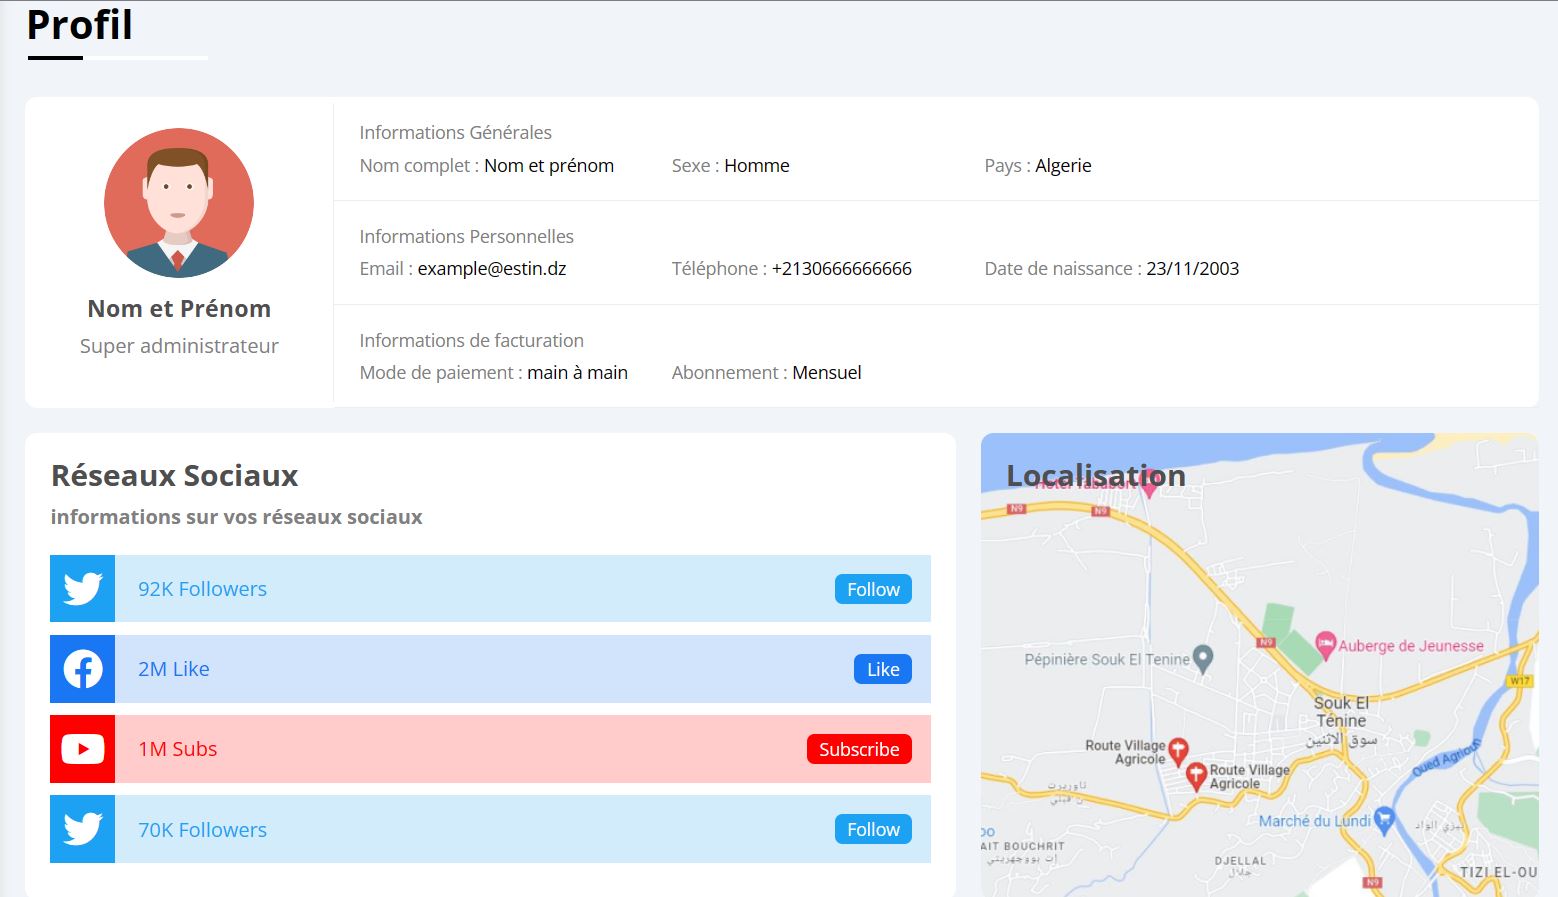 Profil
Nom et Prénom
Super administrateur
Informations Générales
Nom complet : Nom et prénom
Sexe : Homme
Pays : Algerie
Informations Personnelles
Email : example@estin.dz
Téléphone : +2130666666666
Date de naissance : 23/11/2003
Informations de facturation
Mode de paiement : main à main
Abonnement : Mensuel
Réseaux Sociaux
informations sur vos réseaux sociaux
92K Followers
Follow
2M Like
Like
1M Subs
Subscribe
70K Followers
Follow
Localisation
N9
N9
N9
Auberge de Jeunesse
Pépinière Souk El Tenine
W17
Souk El
Tenine
سوق الاثنين
Route Village
Agricole
Route Village
Agricole
Oued Agrioun
Marché du Lundi
AIT BOUCHRIT
DJELLAL
جلال
TIZI EL-OU
N9